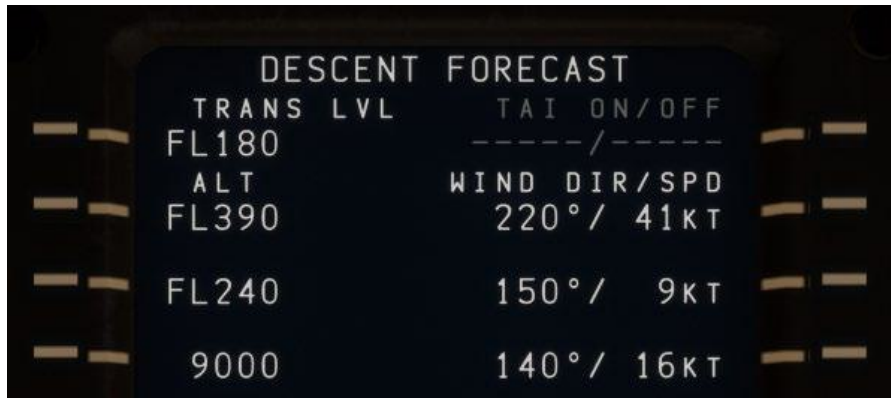 DESCENT FORECAST
TRANS LVL TAI ON/OFF
FL180 -----/-----
ALT WIND DIR/SPD
FL390 220°/ 41KT
FL240 150°/ 9KT
9000 140°/ 16KT